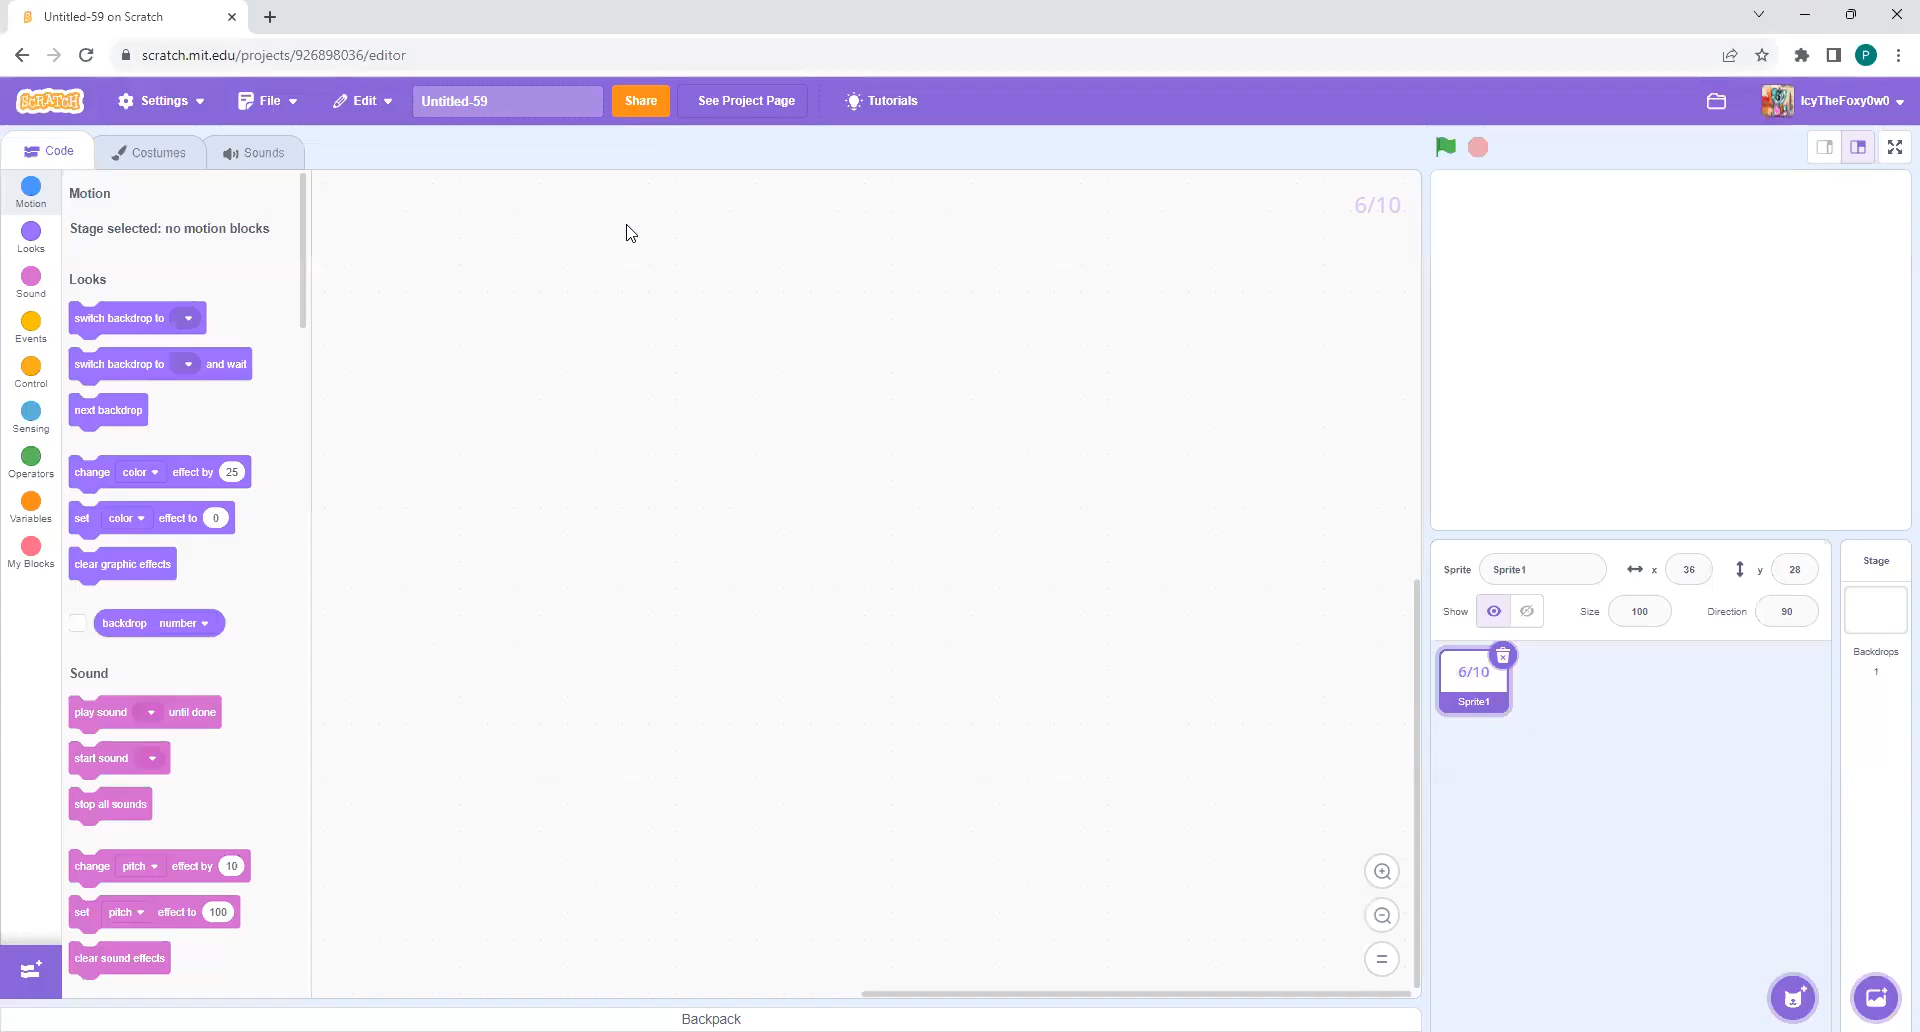 Untitled-59 on Scratch
scratch.mit.edu/projects/926898036/editor
P
SCRATCH
Settings
File
Edit
Untitled-59
Share
See Project Page
Tutorials
IcyTheFoxy0w0
Code
Costumes
Sounds
Motion
Looks
Sound
Events
Control
Sensing
Operators
Variables
My Blocks
Motion
Stage selected: no motion blocks
Looks
switch backdrop to
switch backdrop to and wait
next backdrop
change color effect by 25
set color effect to 0
clear graphic effects
backdrop number
Sound
play sound until done
start sound
stop all sounds
change pitch effect by 10
set pitch effect to 100
clear sound effects
6/10
Sprite Sprite1 x 36 y 28
Show Size 100 Direction 90
6/10
Sprite1
Stage
Backdrops
1
Backpack